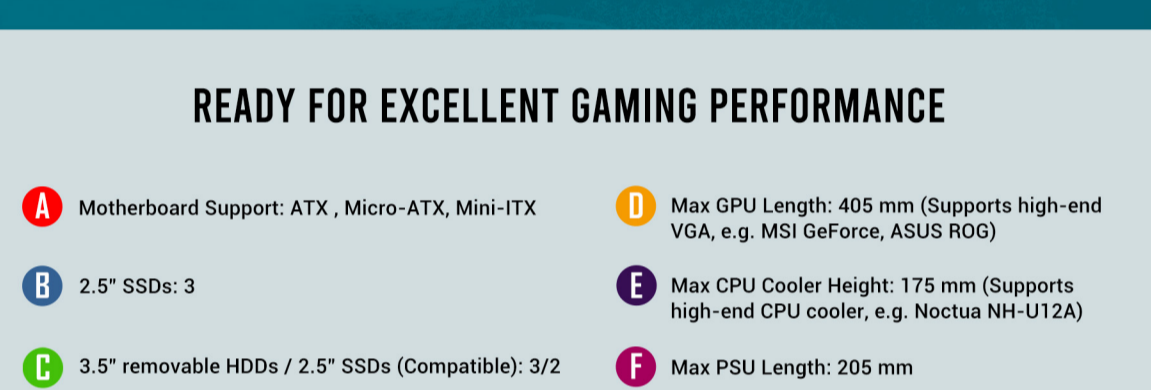 READY FOR EXCELLENT GAMING PERFORMANCE
A Motherboard Support: ATX , Micro-ATX, Mini-ITX
B 2.5" SSDs: 3
C 3.5" removable HDDs / 2.5" SSDs (Compatible): 3/2
D Max GPU Length: 405 mm (Supports high-end
VGA, e.g. MSI GeForce, ASUS ROG)
E Max CPU Cooler Height: 175 mm (Supports
high-end CPU cooler, e.g. Noctua NH-U12A)
F Max PSU Length: 205 mm